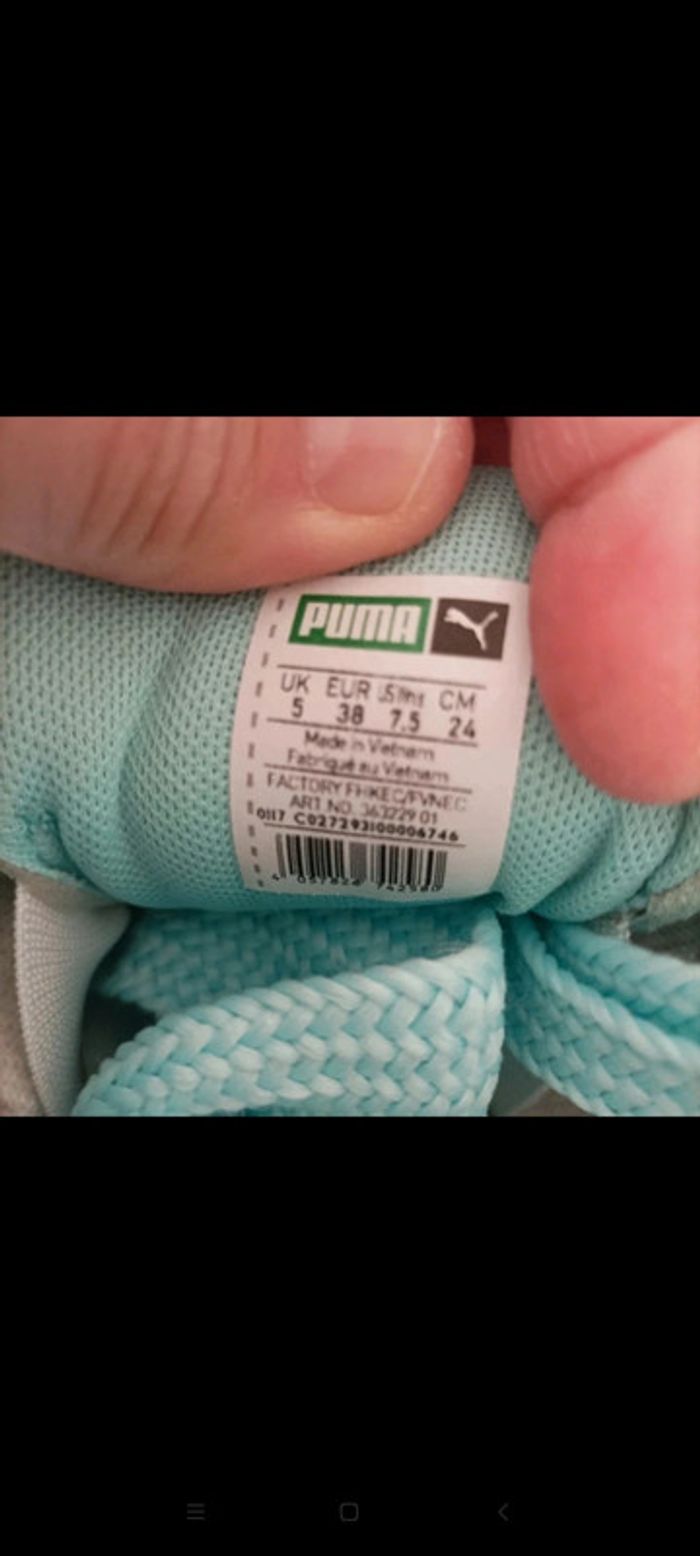 PUMA
UK EUR US Wns CM
5 38 7.5 24
Made in Vietnam
Fabriqué au Vietnam
FACTORY FHKEC/FVNEC
ART. NO. 363229 01
0117 C027293100006746